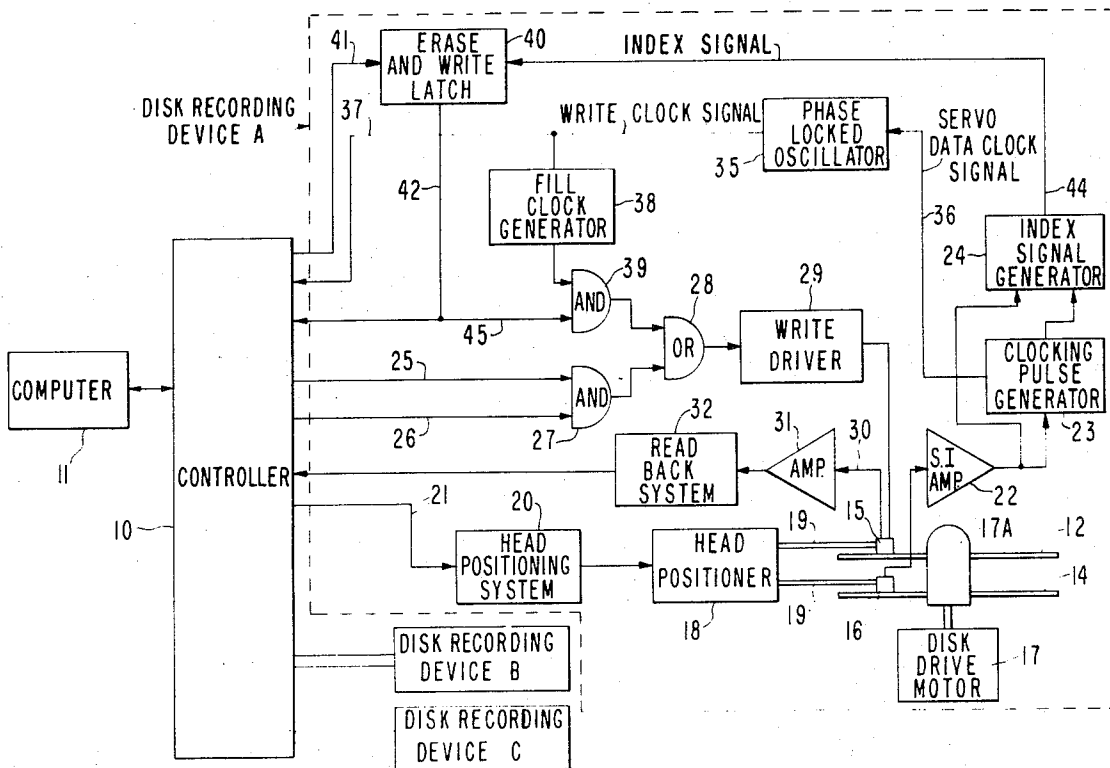 41
ERASE
AND WRITE
LATCH
40
INDEX SIGNAL
DISK RECORDING
DEVICE A
37
42
WRITE CLOCK SIGNAL
35
PHASE
LOCKED
OSCILLATOR
SERVO
DATA CLOCK
SIGNAL
36
44
FILL
CLOCK
GENERATOR
38
24
INDEX
SIGNAL
GENERATOR
39
AND
28
OR
29
WRITE
DRIVER
45
COMPUTER
11
25
26
AND
27
CLOCKING
PULSE
GENERATOR
23
CONTROLLER
10
32
READ
BACK
SYSTEM
31
AMP.
30
S.I
AMP.
22
21
20
HEAD
POSITIONING
SYSTEM
HEAD
POSITIONER
18
19
15
19
16
17A
12
14
DISK
DRIVE
MOTOR
17
DISK RECORDING
DEVICE B
DISK RECORDING
DEVICE C